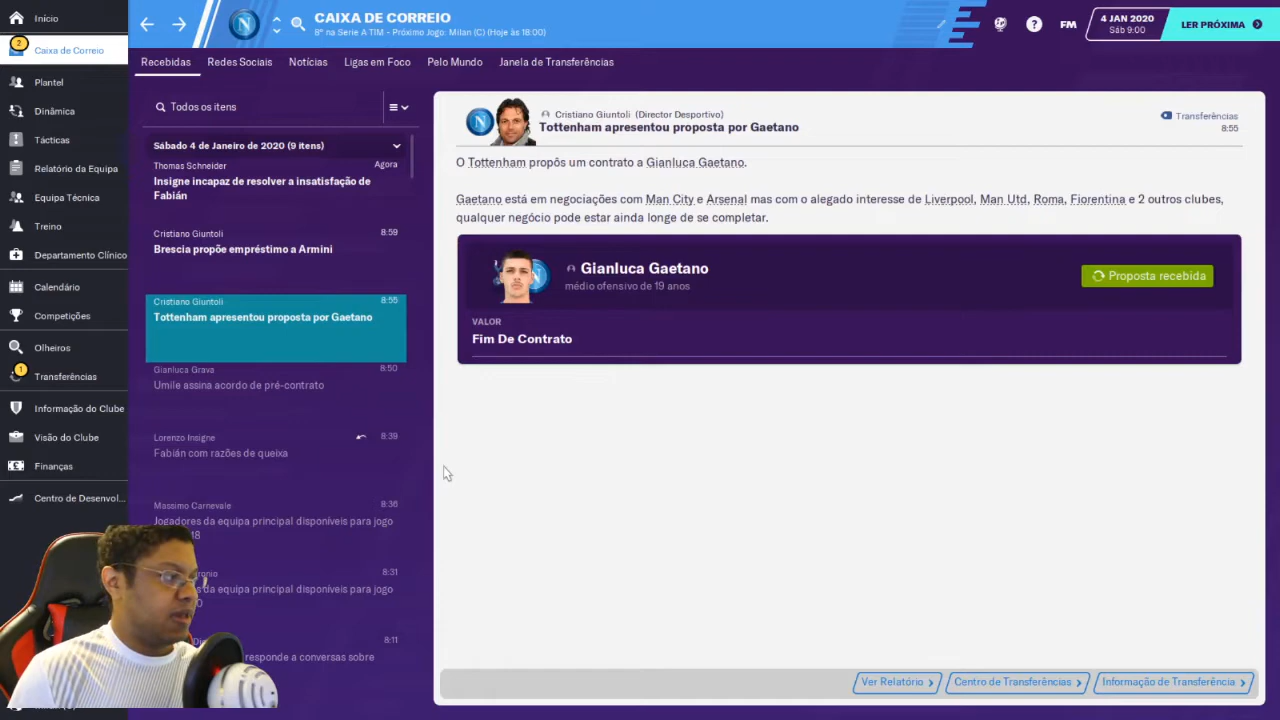 Início
2
Caixa de Correio
Plantel
Dinâmica
Tácticas
Relatório da Equipa
Equipa Técnica
Treino
Departamento Clínico
Calendário
Competições
Olheiros
1
Transferências
Informação do Clube
Visão do Clube
Finanças
Centro de Desenvol...
CAIXA DE CORREIO
8º na Serie A TIM - Próximo Jogo: Milan (C) (Hoje às 18:00)
FM
4 JAN 2020
Sáb 9:00
LER PRÓXIMA
Recebidas
Redes Sociais
Notícias
Ligas em Foco
Pelo Mundo
Janela de Transferências
Todos os itens
Sábado 4 de Janeiro de 2020 (9 itens)
Thomas Schneider
Agora
Insigne incapaz de resolver a insatisfação de
Fabián
Cristiano Giuntoli
8:59
Brescia propõe empréstimo a Armini
Cristiano Giuntoli
8:55
Tottenham apresentou proposta por Gaetano
Gianluca Grava
8:50
Umile assina acordo de pré-contrato
Lorenzo Insigne
8:39
Fabián com razões de queixa
Massimo Carnevale
8:36
Jogadores da equipa principal disponíveis para jogo
18
ronio
8:31
da equipa principal disponíveis para jogo
0
8:11
responde a conversas sobre
Cristiano Giuntoli (Director Desportivo)
Tottenham apresentou proposta por Gaetano
Transferências
8:55
O Tottenham propôs um contrato a Gianluca Gaetano.
Gaetano está em negociações com Man City e Arsenal mas com o alegado interesse de Liverpool, Man Utd, Roma, Fiorentina e 2 outros clubes,
qualquer negócio pode estar ainda longe de se completar.
Gianluca Gaetano
médio ofensivo de 19 anos
Proposta recebida
VALOR
Fim De Contrato
Ver Relatório
Centro de Transferências
Informação de Transferência